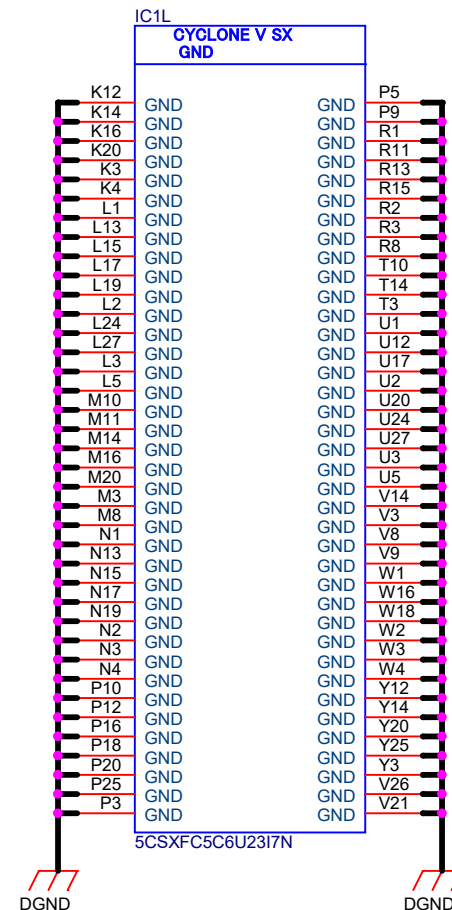 IC1L
CYCLONE V SX
GND
K12 GND GND P5
K14 GND GND P9
K16 GND GND R1
K20 GND GND R11
K3 GND GND R13
K4 GND GND R15
L1 GND GND R2
L13 GND GND R3
L15 GND GND R8
L17 GND GND T10
L19 GND GND T14
L2 GND GND T3
L24 GND GND U1
L27 GND GND U12
L3 GND GND U17
L5 GND GND U2
M10 GND GND U20
M11 GND GND U24
M14 GND GND U27
M16 GND GND U3
M20 GND GND U5
M3 GND GND V14
M8 GND GND V3
N1 GND GND V8
N13 GND GND V9
N15 GND GND W1
N17 GND GND W16
N19 GND GND W18
N2 GND GND W2
N3 GND GND W3
N4 GND GND W4
P10 GND GND Y12
P12 GND GND Y14
P16 GND GND Y20
P18 GND GND Y25
P20 GND GND Y3
P25 GND GND V26
P3 GND GND V21
5CSXFC5C6U23I7N
DGND DGND